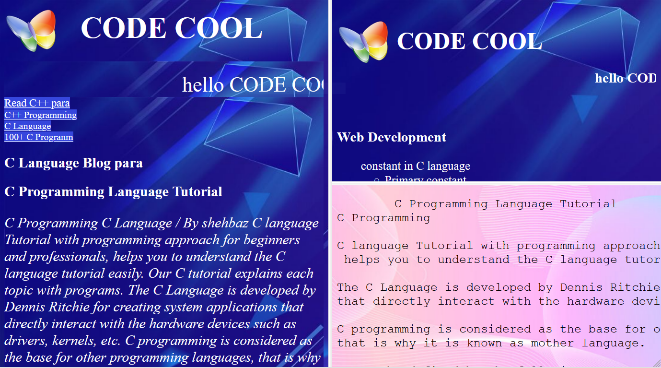 CODE COOL
hello CODE COO
Read C++ para
C++ Programming
C Language
100+ C Program
C Language Blog para
C Programming Language Tutorial
C Programming C Language / By shehbaz C language
Tutorial with programming approach for beginners
and professionals, helps you to understand the C
language tutorial easily. Our C tutorial explains each
topic with programs. The C Language is developed by
Dennis Ritchie for creating system applications that
directly interact with the hardware devices such as
drivers, kernels, etc. C programming is considered as
the base for other programming languages, that is why
CODE COOL
hello COD
Web Development
constant in C language
Primary constant
C Programming Language Tutorial
C Programming
C language Tutorial with programming approach
helps you to understand the C language tutor
The C Language is developed by Dennis Ritchie
that directly interact with the hardware devi
C programming is considered as the base for o
that is why it is known as mother language.